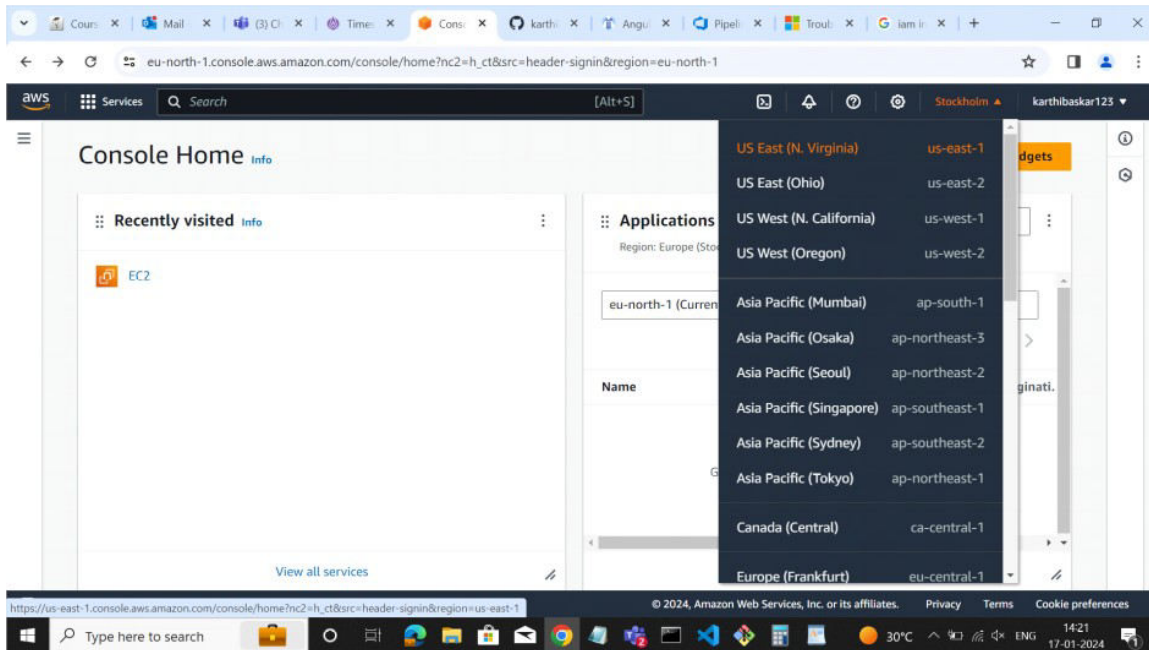 Cours
Mail
(3) Ch
Times
Conso
karthi
Angu
Pipeli
Troub
iam in
eu-north-1.console.aws.amazon.com/console/home?nc2=h_ct&src=header-signin&region=eu-north-1
aws
Services
Search
[Alt+S]
Stockholm
karthibaskar123
Console Home Info
dgets
Recently visited Info
EC2
View all services
Applications
Region: Europe (Sto
eu-north-1 (Curren
Name
ginati.
G
US East (N. Virginia) us-east-1
US East (Ohio) us-east-2
US West (N. California) us-west-1
US West (Oregon) us-west-2
Asia Pacific (Mumbai) ap-south-1
Asia Pacific (Osaka) ap-northeast-3
Asia Pacific (Seoul) ap-northeast-2
Asia Pacific (Singapore) ap-southeast-1
Asia Pacific (Sydney) ap-southeast-2
Asia Pacific (Tokyo) ap-northeast-1
Canada (Central) ca-central-1
Europe (Frankfurt) eu-central-1
https://us-east-1.console.aws.amazon.com/console/home?nc2=h_ct&src=header-signin&region=us-east-1
© 2024, Amazon Web Services, Inc. or its affiliates. Privacy Terms Cookie preferences
Type here to search
30°C
ENG
14:21
17-01-2024